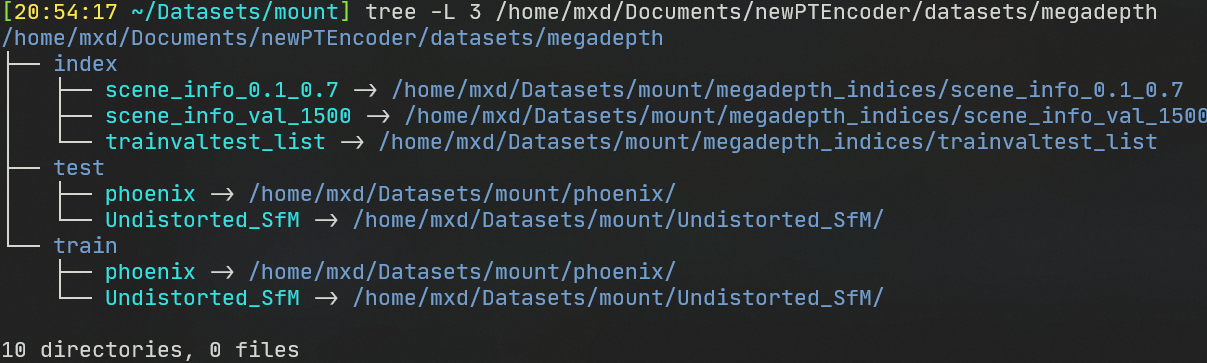 [20:54:17 ~/Datasets/mount] tree -L 3 /home/mxd/Documents/newPTEncoder/datasets/megadepth
/home/mxd/Documents/newPTEncoder/datasets/megadepth
├── index
│   ├── scene_info_0.1_0.7 -> /home/mxd/Datasets/mount/megadepth_indices/scene_info_0.1_0.7
│   ├── scene_info_val_1500 -> /home/mxd/Datasets/mount/megadepth_indices/scene_info_val_1500
│   └── trainvaltest_list -> /home/mxd/Datasets/mount/megadepth_indices/trainvaltest_list
├── test
│   ├── phoenix -> /home/mxd/Datasets/mount/phoenix/
│   └── Undistorted_SfM -> /home/mxd/Datasets/mount/Undistorted_SfM/
└── train
    ├── phoenix -> /home/mxd/Datasets/mount/phoenix/
    └── Undistorted_SfM -> /home/mxd/Datasets/mount/Undistorted_SfM/
10 directories, 0 files